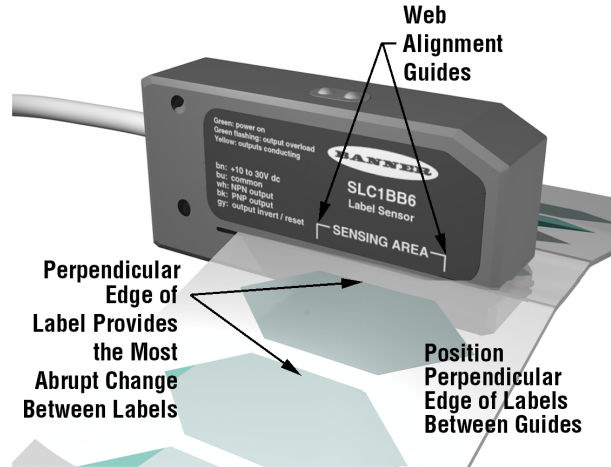 Web
Alignment
Guides
Green: power on
Green flashing: output overload
Yellow: outputs conducting
BANNER
bn: +10 to 30V dc
bu: common
wh: NPN output
bk: PNP output
gy: output invert / reset
SLC1BB6
Label Sensor
SENSING AREA
Perpendicular
Edge of
Label Provides
the Most
Abrupt Change
Between Labels
Position
Perpendicular
Edge of Labels
Between Guides